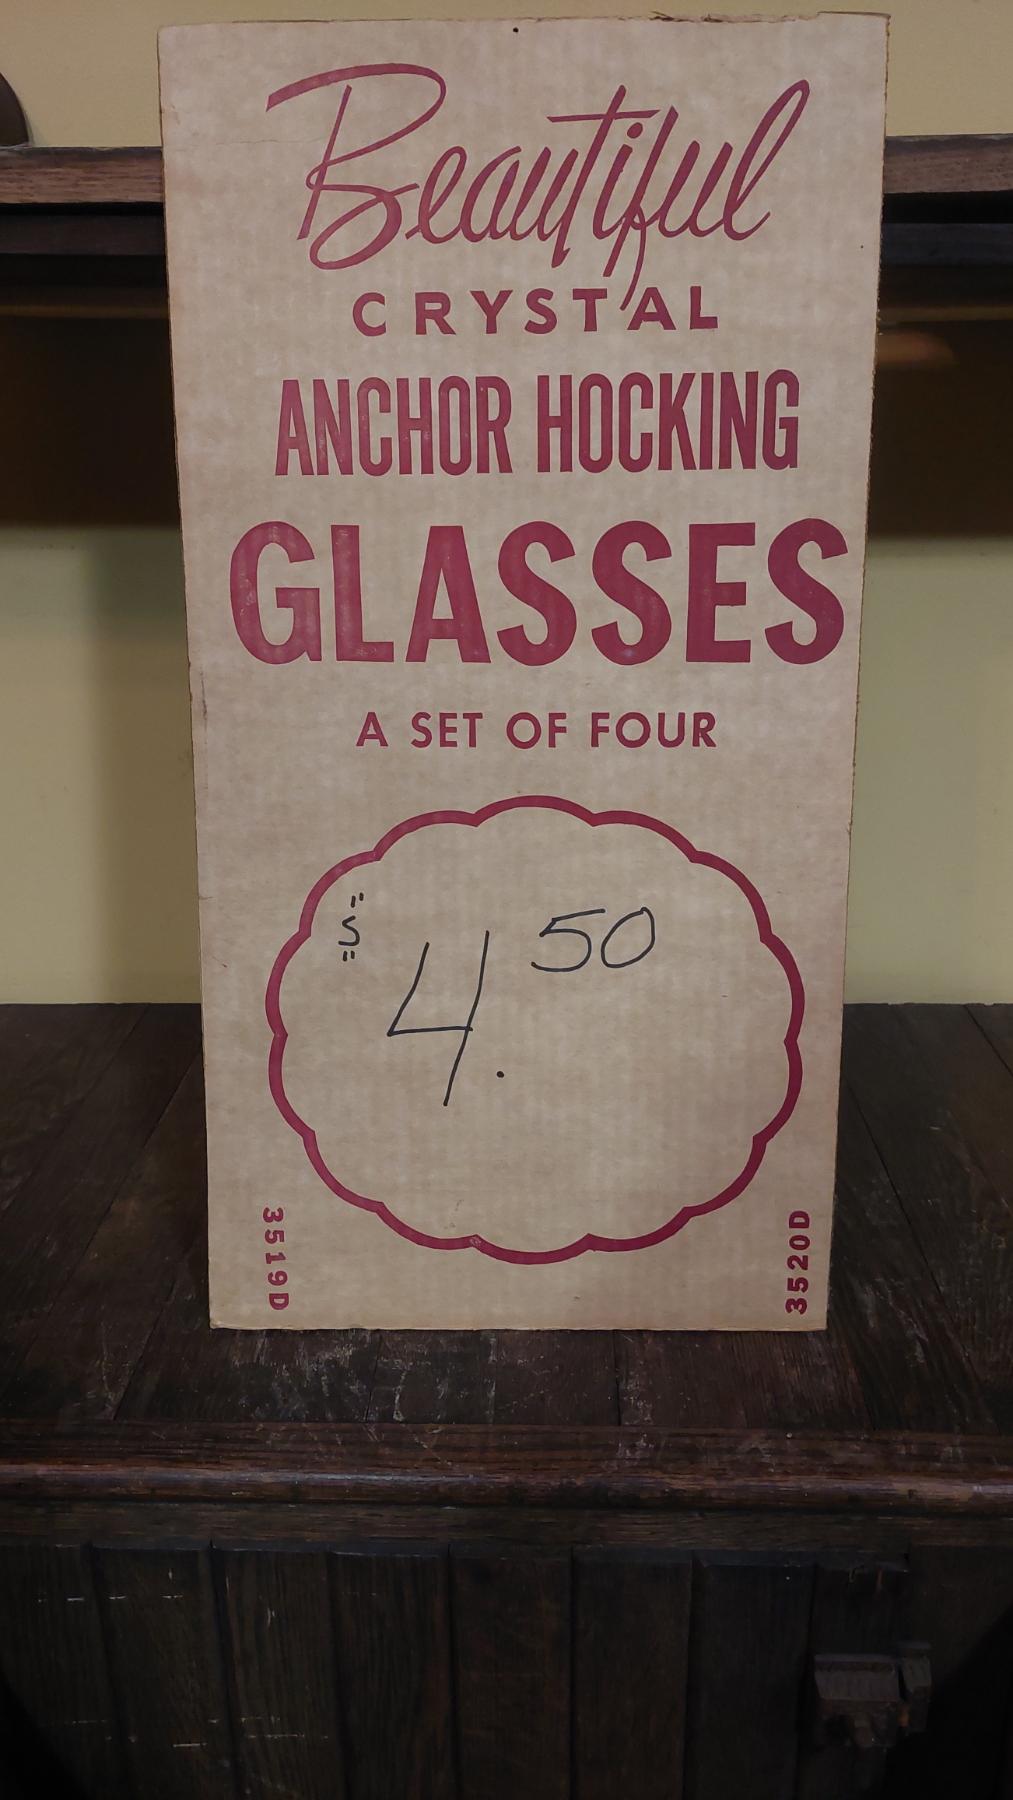 Beautiful
CRYSTAL
ANCHOR HOCKING
GLASSES
A SET OF FOUR
$ 4.50
3519D
3520D